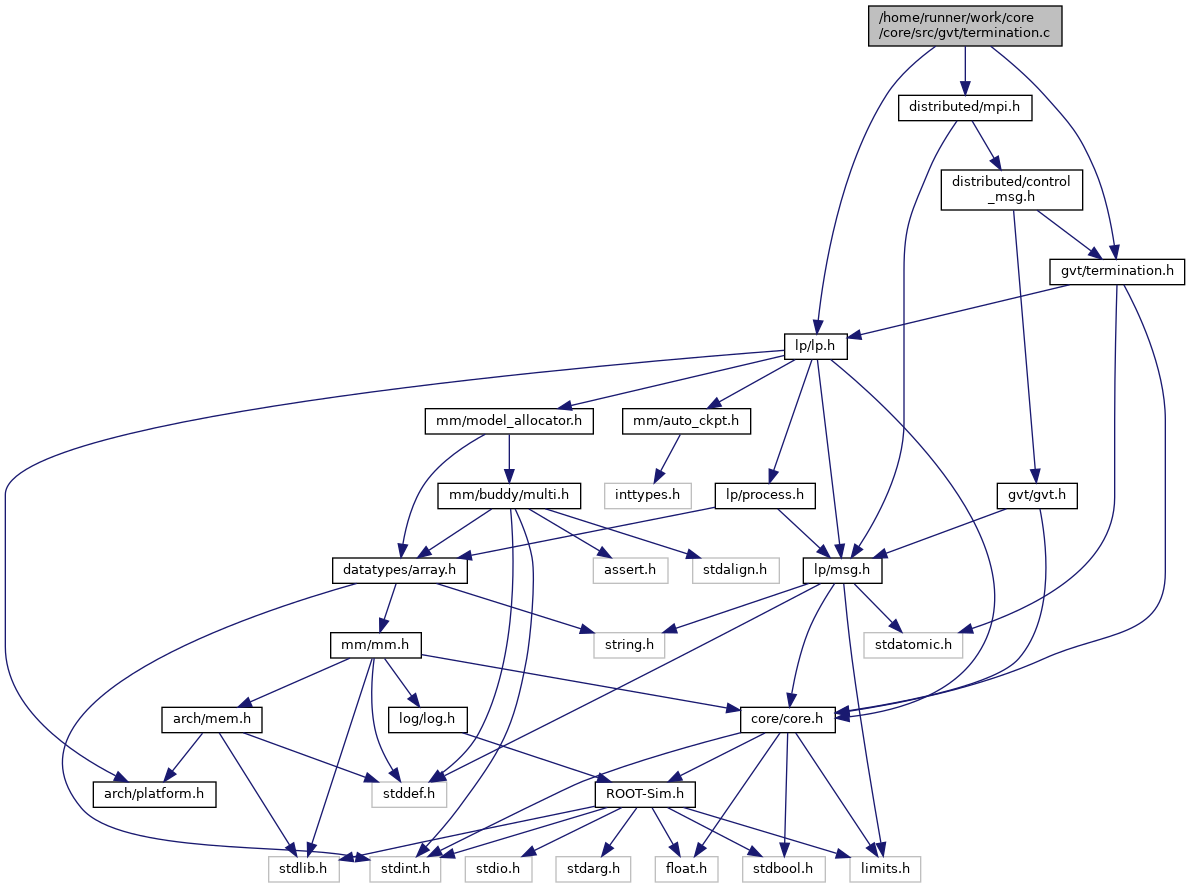 /home/runner/work/core
/core/src/gvt/termination.c
distributed/mpi.h
distributed/control
_msg.h
gvt/termination.h
lp/lp.h
mm/model_allocator.h
mm/auto_ckpt.h
mm/buddy/multi.h
inttypes.h
lp/process.h
gvt/gvt.h
datatypes/array.h
assert.h
stdalign.h
lp/msg.h
mm/mm.h
string.h
stdatomic.h
arch/mem.h
log/log.h
core/core.h
arch/platform.h
stddef.h
ROOT-Sim.h
stdlib.h
stdint.h
stdio.h
stdarg.h
float.h
stdbool.h
limits.h